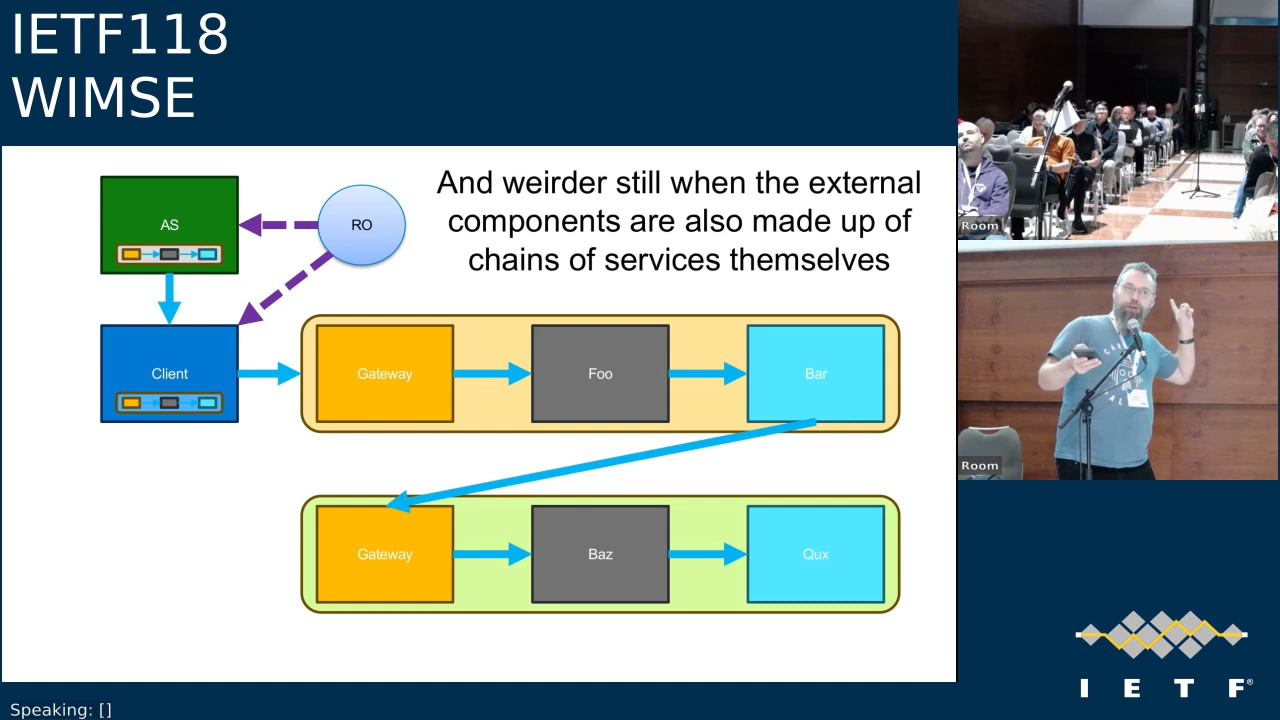 IETF118
WIMSE
And weirder still when the external
components are also made up of
chains of services themselves
AS
RO
Client
Gateway
Foo
Bar
Gateway
Baz
Qux
Room
Room
I E T F®
Speaking: []